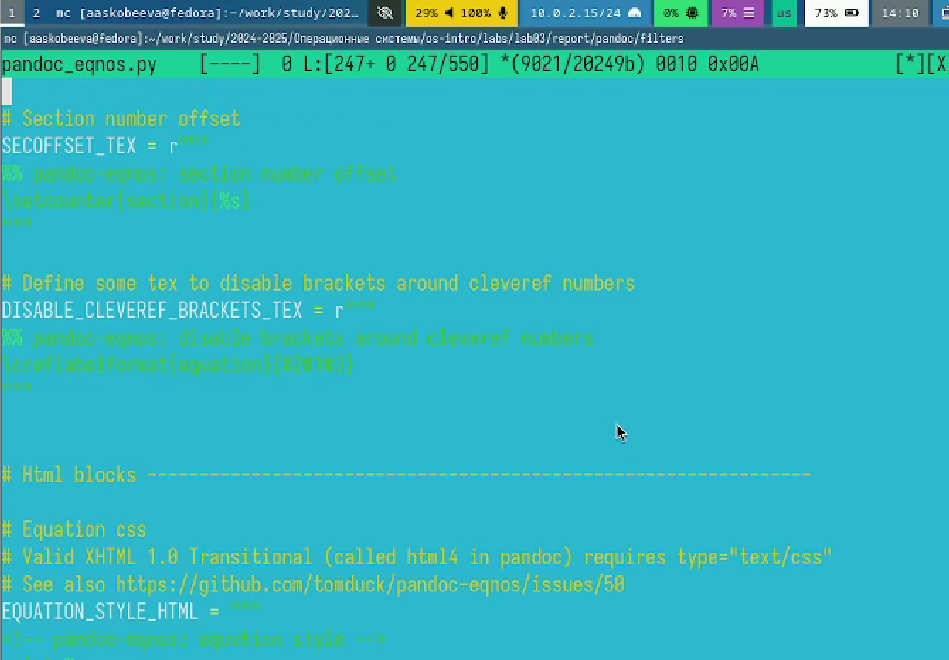 1 2 mc [aaskobeeva@fedora]:~/work/study/202… 29% 100% 10.0.2.15/24 0% 7% us 73% 14:10
mc [aaskobeeva@fedora]:~/work/study/2024-2025/Операционные системы/os-intro/labs/lab03/report/pandoc/filters
pandoc_eqnos.py [----] 0 L:[247+ 0 247/550] *(9021/20249b) 0010 0x00A [*][X
# Section number offset
SECOFFSET_TEX = r"""
%% pandoc-eqnos: section number offset
\setcounter{section}{%s}
"""
# Define some tex to disable brackets around cleveref numbers
DISABLE_CLEVEREF_BRACKETS_TEX = r"""
%% pandoc-eqnos: disable brackets around cleveref numbers
\creflabelformat{equation}{#2#1#3}
"""
# Html blocks ----------------------------------------------------------------
# Equation css
# Valid XHTML 1.0 Transitional (called html4 in pandoc) requires type="text/css"
# See also https://github.com/tomduck/pandoc-eqnos/issues/50
EQUATION_STYLE_HTML = """
<!-- pandoc-eqnos: equation style -->